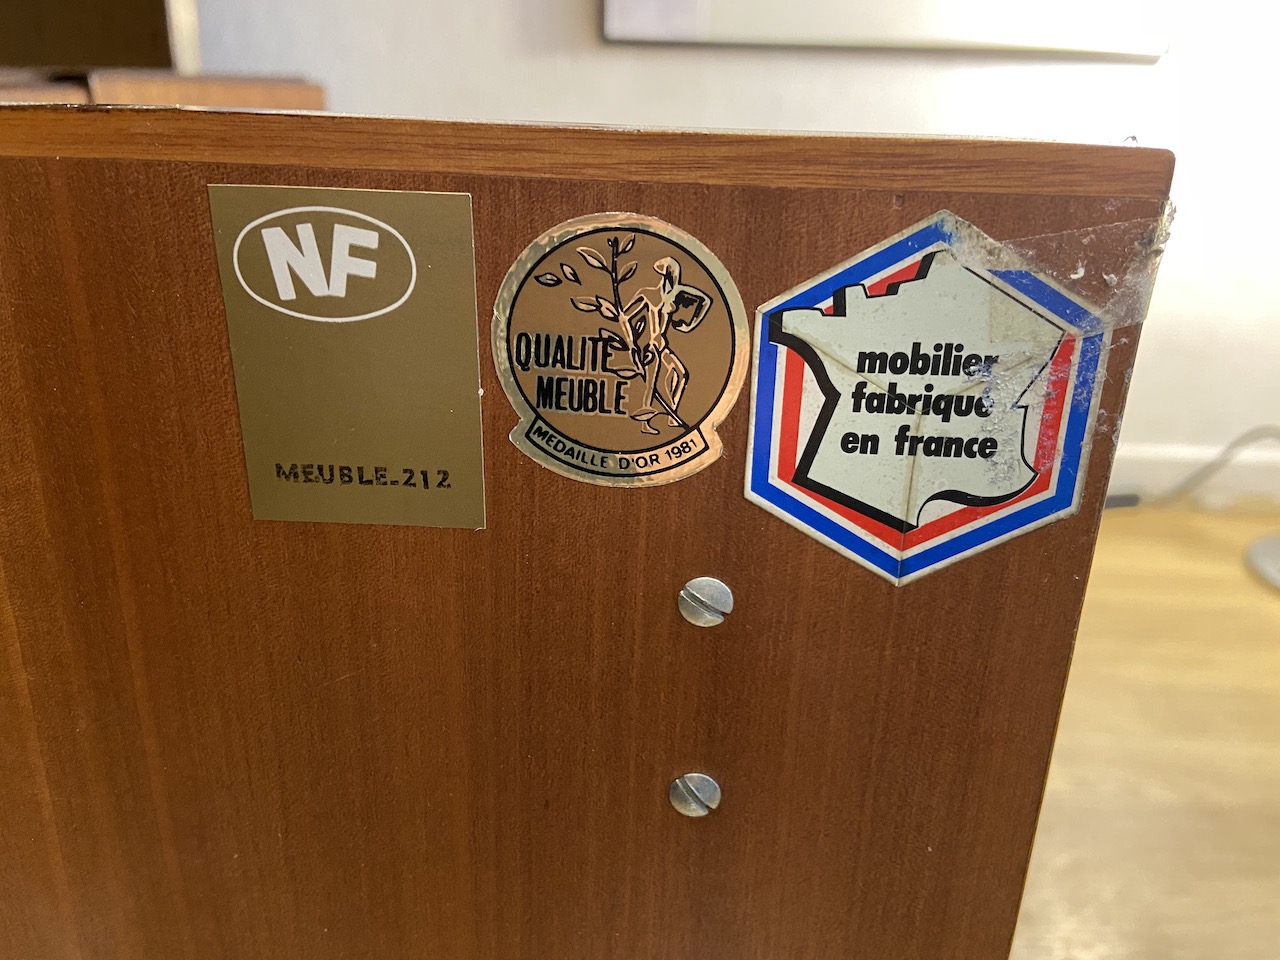 NF
MEUBLE-212
QUALITE
MEUBLE
MEDAILLE D'OR 1981
mobilier
fabriqué
en france